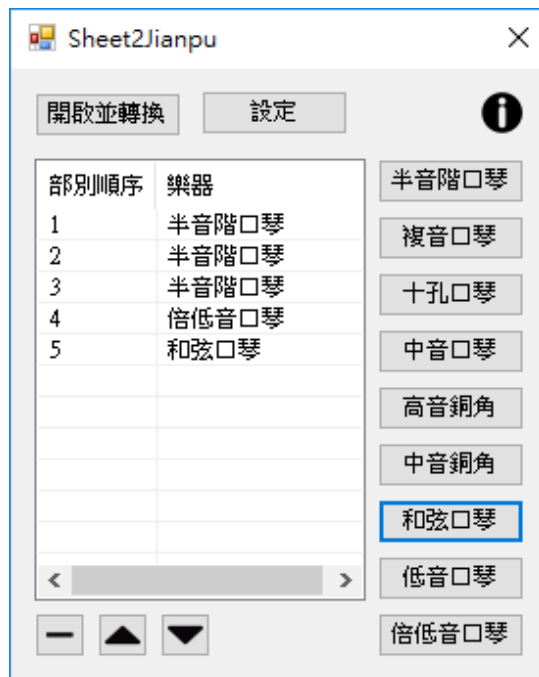 Sheet2Jianpu
開啟並轉換
設定
部別順序 樂器
1 半音階口琴
2 半音階口琴
3 半音階口琴
4 倍低音口琴
5 和弦口琴
半音階口琴
複音口琴
十孔口琴
中音口琴
高音銅角
中音銅角
和弦口琴
低音口琴
倍低音口琴